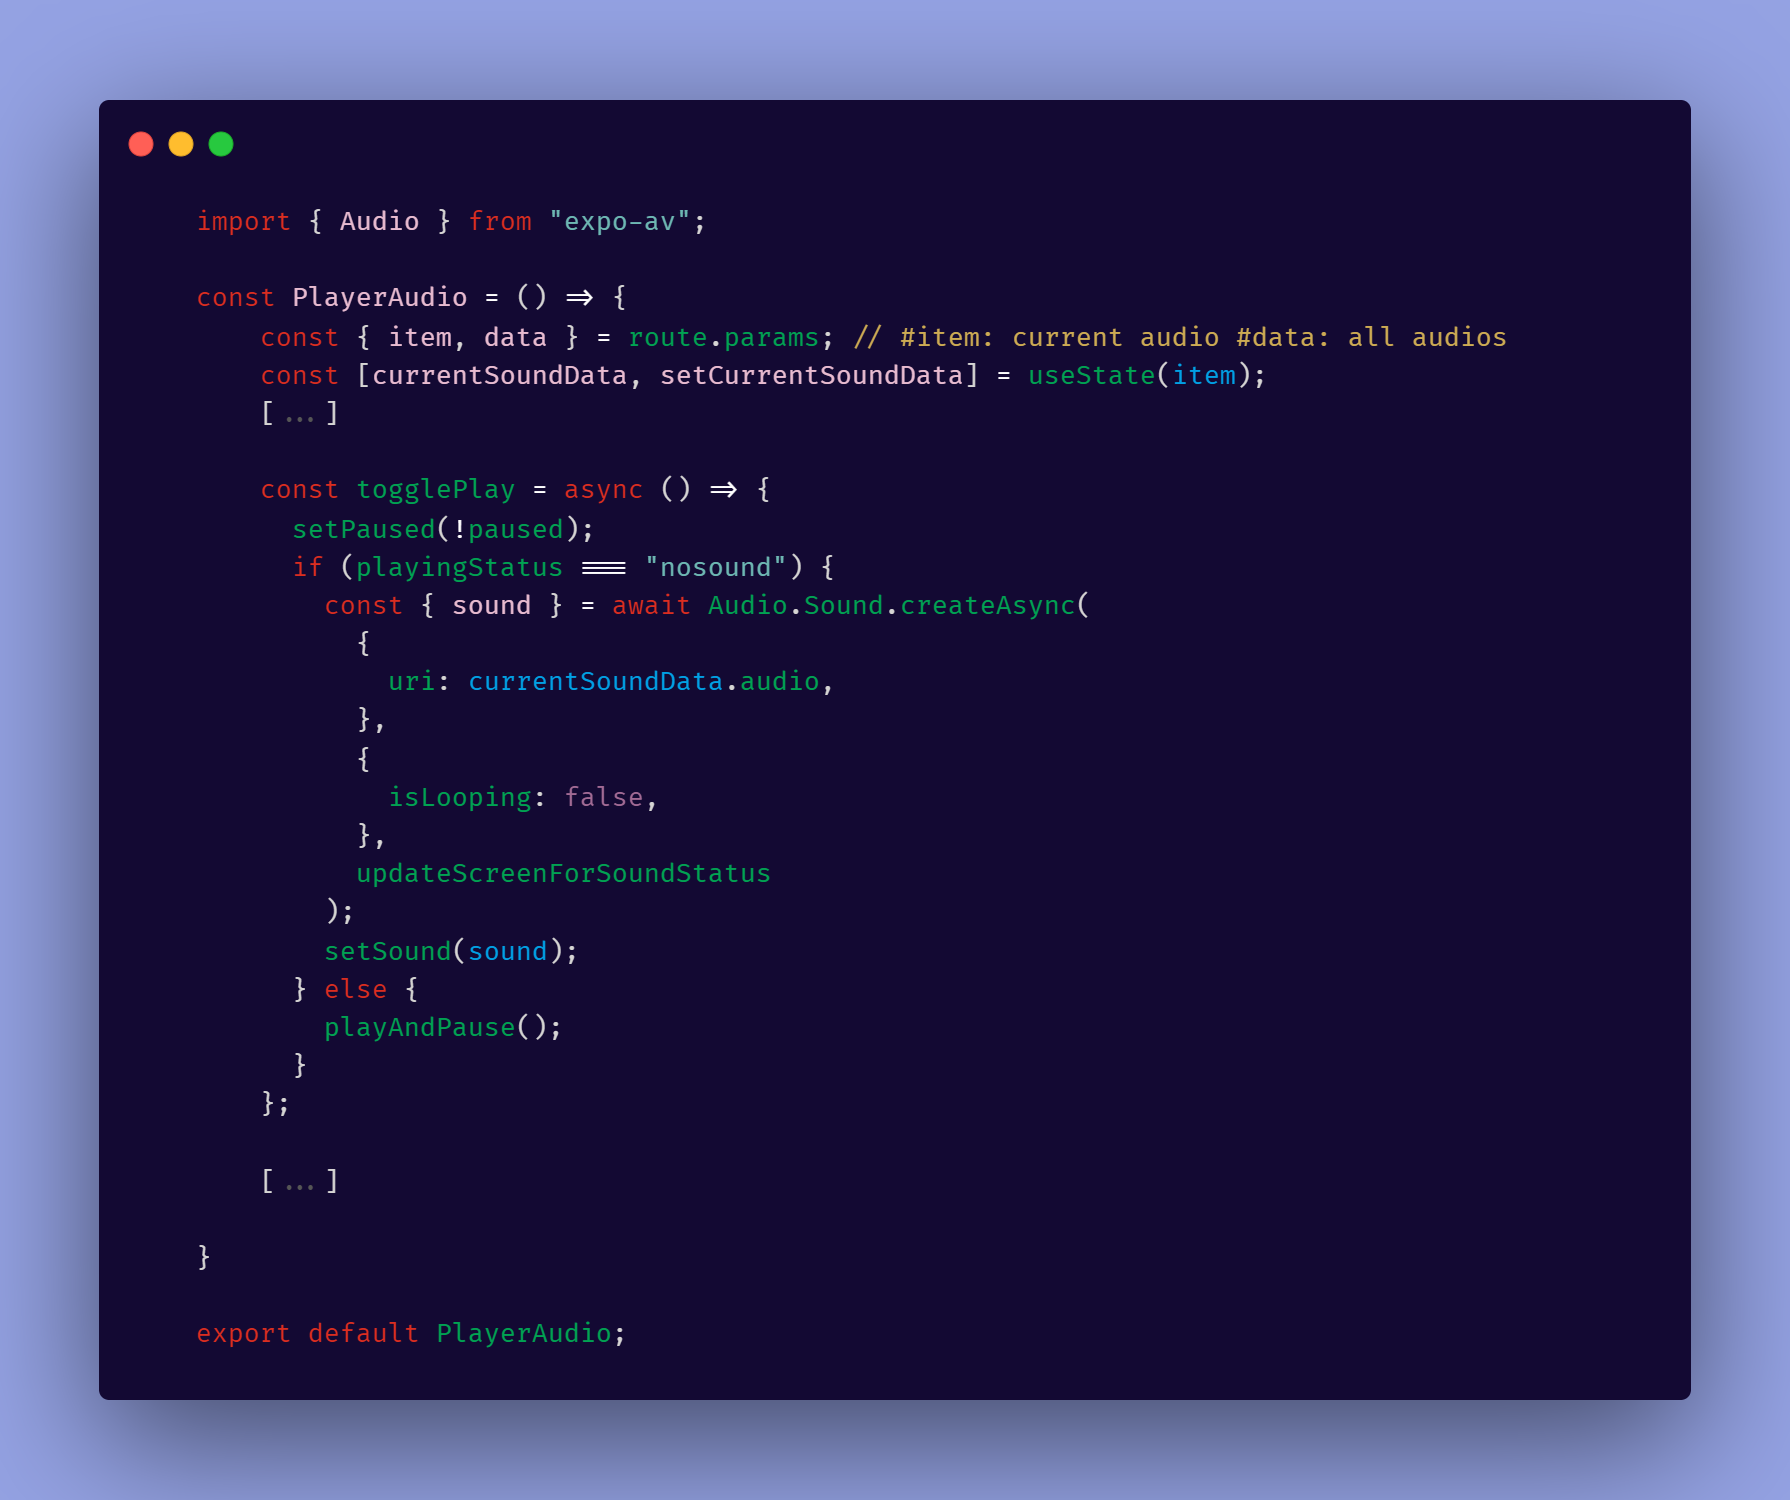 import { Audio } from "expo-av";
const PlayerAudio = () => {
const { item, data } = route.params; // #item: current audio #data: all audios
const [currentSoundData, setCurrentSoundData] = useState(item);
[...]
const togglePlay = async () => {
setPaused(!paused);
if (playingStatus === "nosound") {
const { sound } = await Audio.Sound.createAsync(
{
uri: currentSoundData.audio,
},
{
isLooping: false,
},
updateScreenForSoundStatus
);
setSound(sound);
} else {
playAndPause();
}
};
[...]
}
export default PlayerAudio;